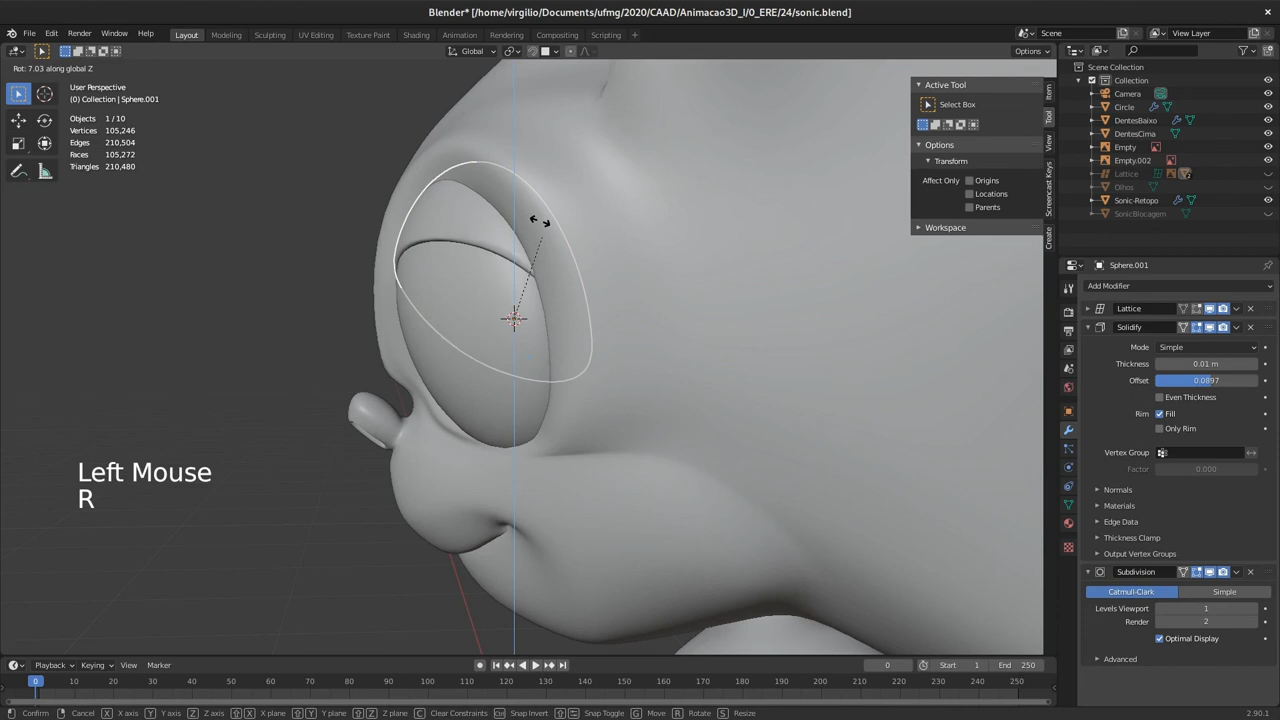 Blender* [/home/virgilio/Documents/ufmg/2020/CAAD/Animacao3D_I/0_ERE/24/sonic.blend]
File Edit Render Window Help Layout Modeling Sculpting UV Editing Texture Paint Shading Animation Rendering Compositing Scripting + Scene View Layer
Global Options
Rot: 7.03 along global Z
User Perspective
(0) Collection | Sphere.001
Objects 1 / 10
Vertices 105,246
Edges 210,504
Faces 105,272
Triangles 210,480
Left Mouse
R
Active Tool
Select Box
Options
Transform
Affect Only Origins
Locations
Parents
Workspace
Item
Tool
View
Screencast Keys
Create
Scene Collection
Collection
Camera
Circle
DentesBaixo
DentesCima
Empty
Empty.002
Lattice
Olhos
Sonic-Retopo
SonicBlocagem
Sphere.001
Add Modifier
Lattice
Solidify
Mode Simple
Thickness 0.01 m
Offset 0.0897
Even Thickness
Rim Fill
Only Rim
Vertex Group
Factor 0.000
Normals
Materials
Edge Data
Thickness Clamp
Output Vertex Groups
Subdivision
Catmull-Clark Simple
Levels Viewport 1
Render 2
Optimal Display
Advanced
Playback Keying View Marker 0 Start 1 End 250
0 10 20 30 40 50 60 70 80 90 100 110 120 130 140 150 160 170 180 190 200 210 220 230 240 250
Confirm Cancel X X axis Y Y axis Z Z axis X X plane Y Y plane Z Z plane C Clear Constraints Ctrl Snap Invert Snap Toggle G Move R Rotate S Resize 2.90.1